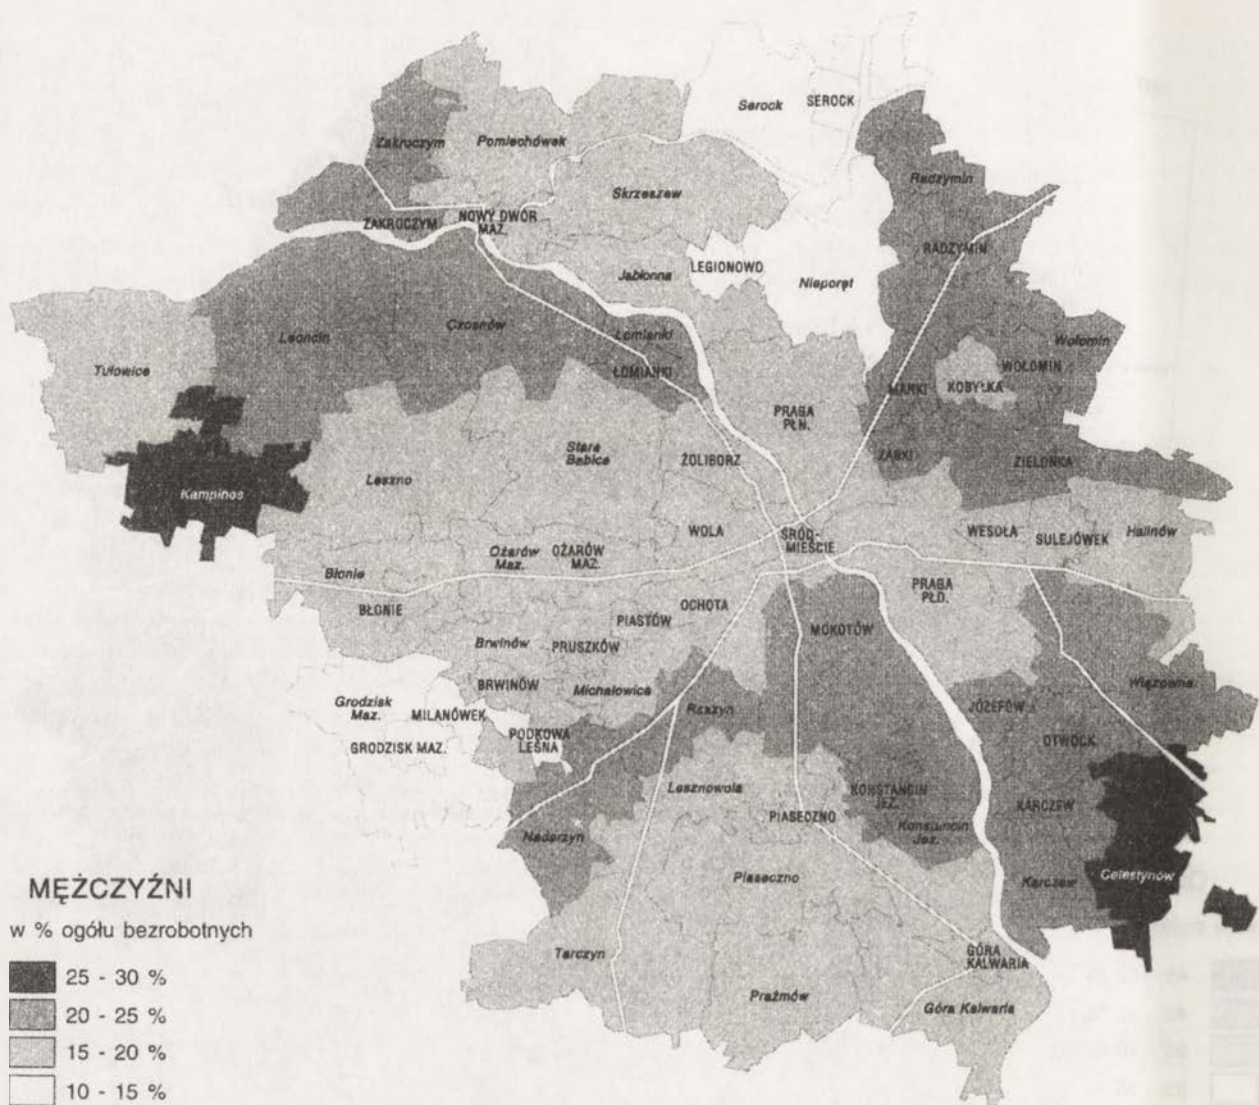 Serock
SEROCK
Zakroczym
Pomiechówek
Radzymin
Skrzeszew
ZAKROCZYM
NOWY DWÓR
MAZ.
RADZYMIN
Jabłonna
LEGIONOWO
Nieporęt
Leoncin
Czosnów
Łomianki
Wołomin
Tułowice
ŁOMIANKI
WOŁOMIN
MARKI
KOBYŁKA
PRAGA
PŁN.
Stare
Babice
ŻOLIBORZ
ZĄBKI
ZIELONKA
Kampinos
Leszno
WOLA
ŚRÓD-
MIEŚCIE
WESOŁA
SULEJÓWEK
Halinów
Ożarów
Maz.
OŻARÓW
MAZ.
Błonie
BŁONIE
PRAGA
PŁD.
OCHOTA
PIASTÓW
MOKOTÓW
Brwinów
PRUSZKÓW
BRWINÓW
Michałowice
Wiązowna
Grodzisk
Maz.
MILANÓWEK
Raszyn
JÓZEFÓW
GRODZISK MAZ.
PODKOWA
LEŚNA
OTWOCK
Lesznowola
KONSTANCIN
JEZ.
KARCZEW
PIASECZNO
Konstancin
Jez.
Nadarzyn
Piaseczno
Karczew
Celestynów
MĘŻCZYŹNI
w % ogółu bezrobotnych
Tarczyn
GÓRA
KALWARIA
Prażmów
Góra Kalwaria
25 - 30 %
20 - 25 %
15 - 20 %
10 - 15 %